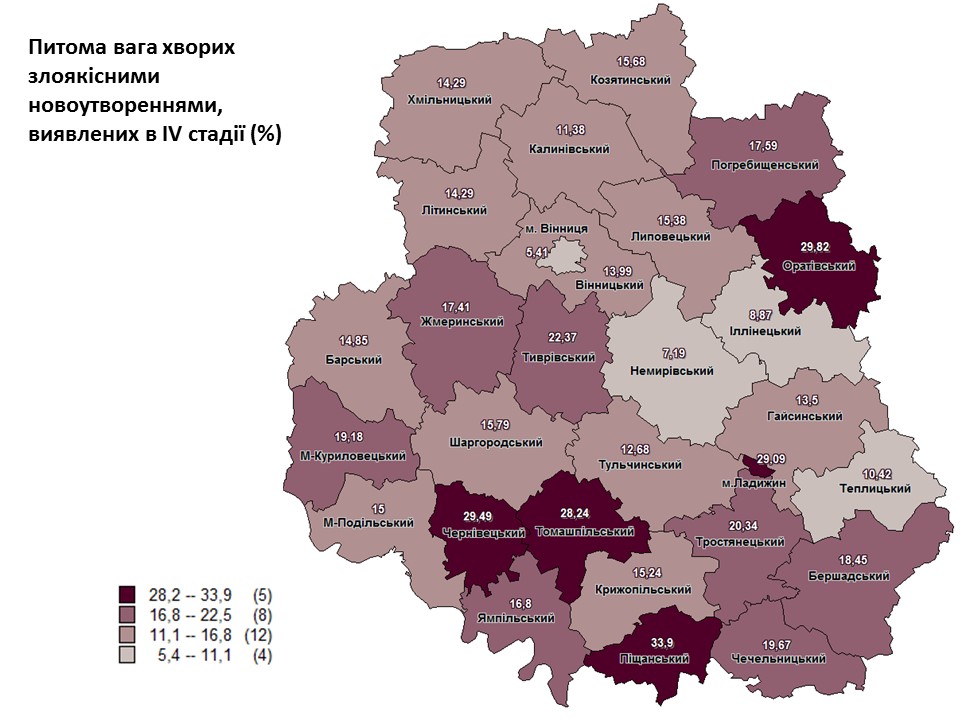 Питома вага хворих
злоякісними
новоутвореннями,
виявлених в IV стадії (%)
15,68
Козятинський
14,29
Хмільницький
11,38
Калинівський
17,59
Погребищенський
14,29
Літинський
15,38
Липовецький
м. Вінниця
5,41
29,82
Оратівський
13,99
Вінницький
17,41
Жмеринський
8,87
Іллінецький
14,85
Барський
22,37
Тиврівський
7,19
Немирівський
13,5
Гайсинський
15,79
Шаргородський
19,18
М-Куриловецький
12,68
Тульчинський
29,09
м.Ладижин
10,42
Теплицький
15
М-Подільський
29,49
Чернівецький
28,24
Томашпільський
20,34
Тростянецький
18,45
Бершадський
15,24
Крижопільський
16,8
Ямпільський
33,9
Піщанський
19,67
Чечельницький
28,2 -- 33,9 (5)
16,8 -- 22,5 (8)
11,1 -- 16,8 (12)
5,4 -- 11,1 (4)